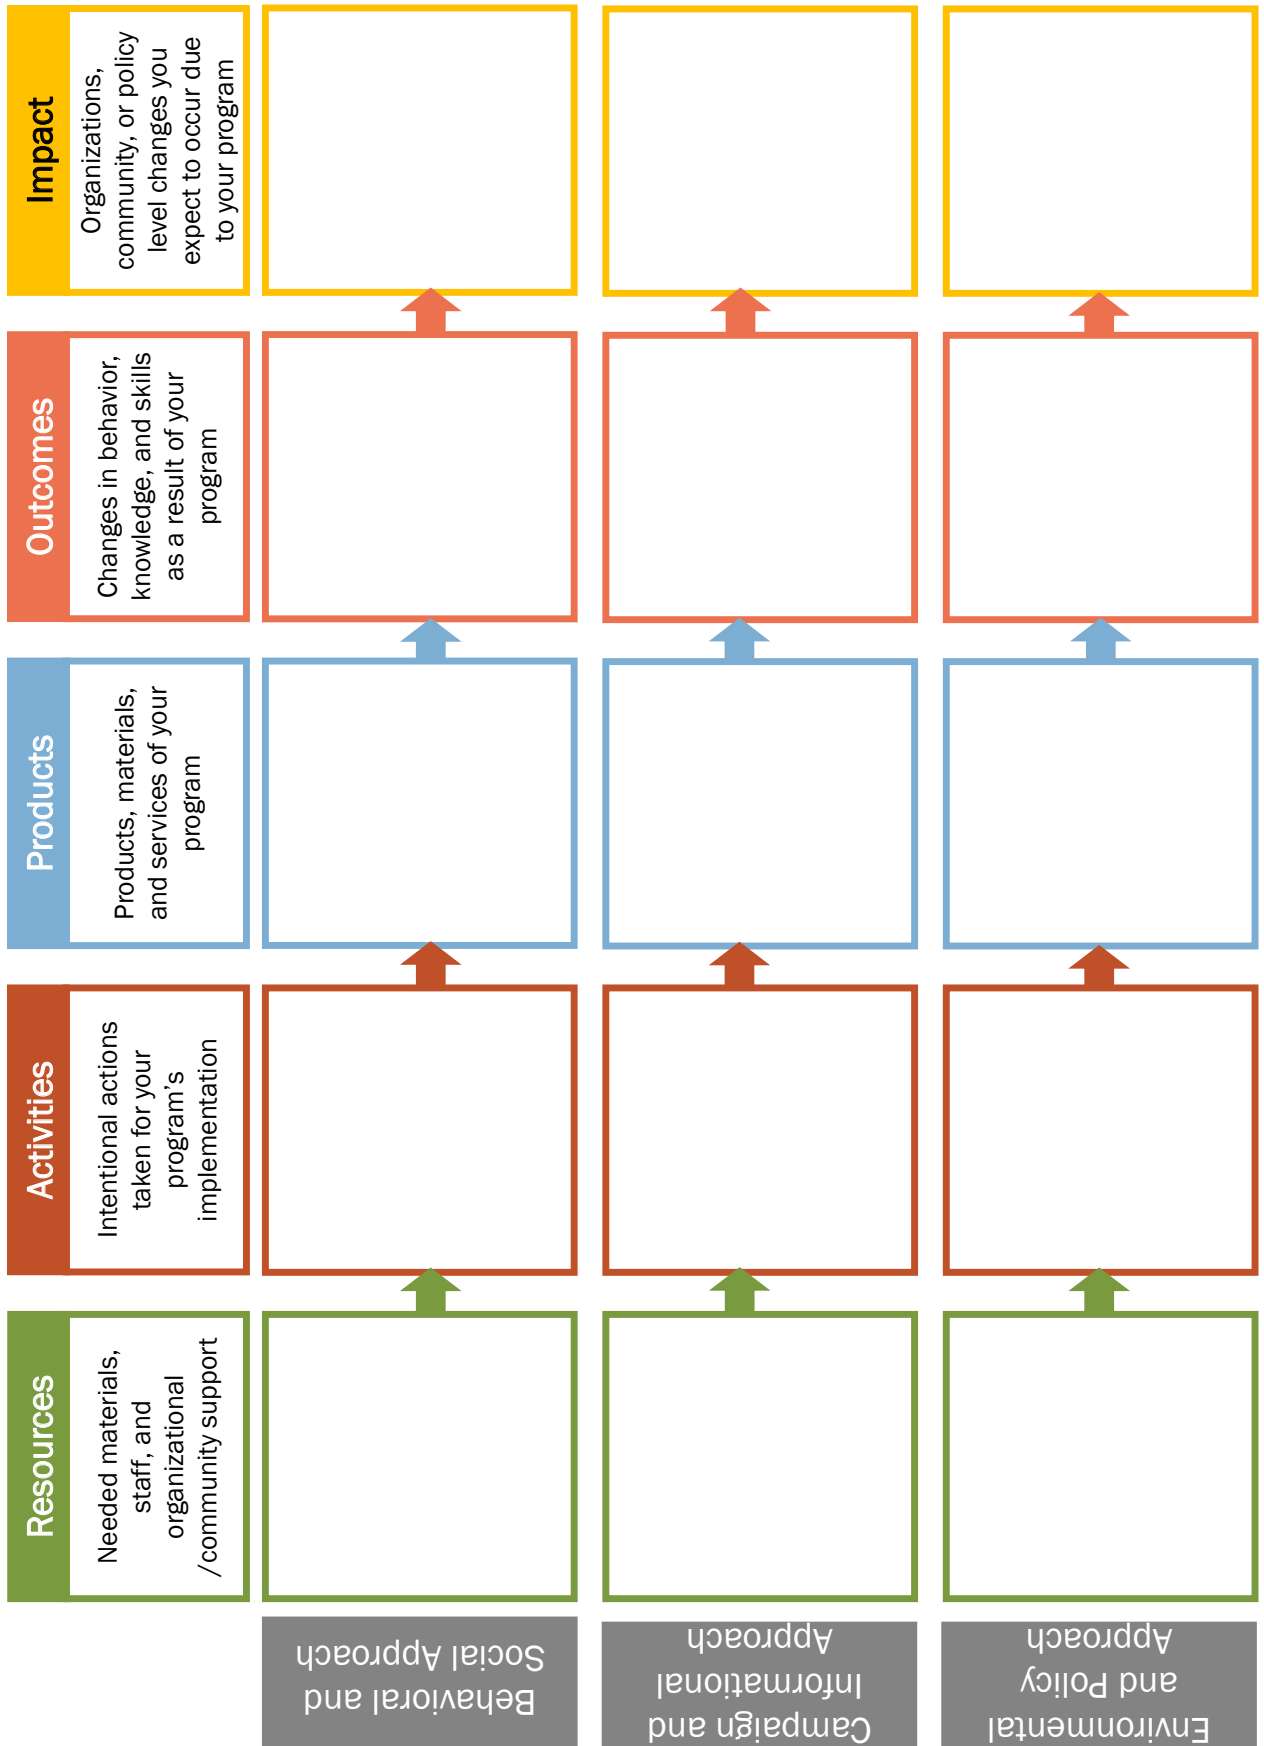 Resources
Needed materials,
staff, and
organizational
/community support
Activities
Intentional actions
taken for your
program’s
implementation
Products
Products, materials,
and services of your
program
Outcomes
Changes in behavior,
knowledge, and skills
as a result of your
program
Impact
Organizations,
community, or policy
level changes you
expect to occur due
to your program
Behavioral and
Social Approach
Campaign and
Informational
Approach
Environmental
and Policy
Approach